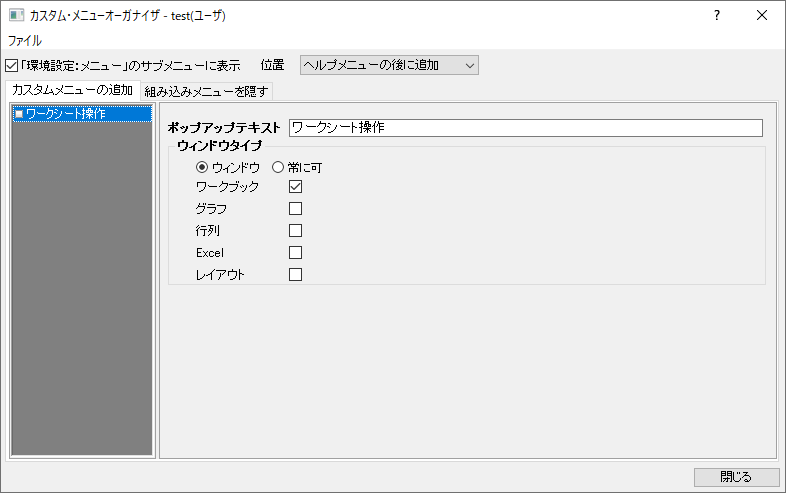 カスタム・メニューオーガナイザ - test(ユーザ)
ファイル
「環境設定：メニュー」のサブメニューに表示 位置 ヘルプメニューの後に追加
カスタムメニューの追加 組み込みメニューを隠す
ワークシート操作
ポップアップテキスト ワークシート操作
ウィンドウタイプ
ウィンドウ 常に可
ワークブック
グラフ
行列
Excel
レイアウト
閉じる